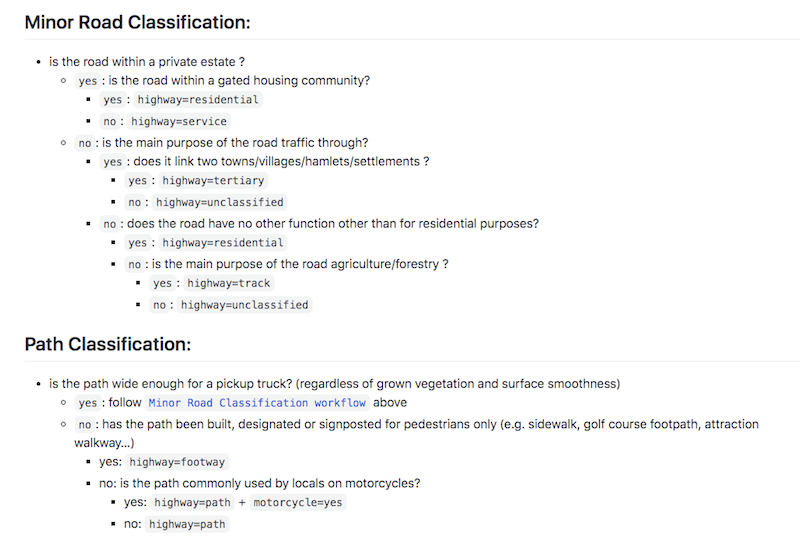 Minor Road Classification:
is the road within a private estate ?
yes : is the road within a gated housing community?
yes : highway=residential
no : highway=service
no : is the main purpose of the road traffic through?
yes : does it link two towns/villages/hamlets/settlements ?
yes : highway=tertiary
no : highway=unclassified
no : does the road have no other function other than for residential purposes?
yes : highway=residential
no : is the main purpose of the road agriculture/forestry ?
yes : highway=track
no : highway=unclassified
Path Classification:
is the path wide enough for a pickup truck? (regardless of grown vegetation and surface smoothness)
yes : follow Minor Road Classification workflow above
no : has the path been built, designated or signposted for pedestrians only (e.g. sidewalk, golf course footpath, attraction
walkway...)
yes: highway=footway
no: is the path commonly used by locals on motorcycles?
yes: highway=path + motorcycle=yes
no: highway=path